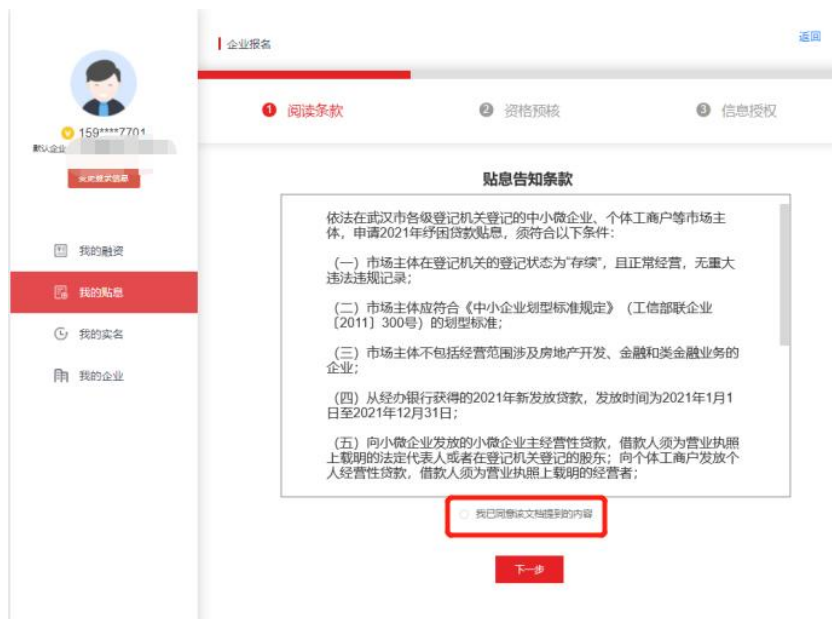 企业报名
返回
159****7701
默认企业
我的融资
我的贴息
我的实名
我的企业
1 阅读条款
2 资格预核
3 信息授权
贴息告知条款
依法在武汉市各级登记机关登记的中小微企业、个体工商户等市场主
体，申请2021年纾困贷款贴息，须符合以下条件：
（一）市场主体在登记机关的登记状态为“存续”，且正常经营，无重大
违法违规记录；
（二）市场主体应符合《中小企业划型标准规定》（工信部联企业
〔2011〕300号）的划型标准；
（三）市场主体不包括经营范围涉及房地产开发、金融和类金融业务的
企业；
（四）从经办银行获得的2021年新发放贷款，发放时间为2021年1月1
日至2021年12月31日；
（五）向小微企业发放的小微企业主经营性贷款，借款人须为营业执照
上载明的法定代表人或者在登记机关登记的股东；向个体工商户发放个
人经营性贷款，借款人须为营业执照上载明的经营者；
我已同意该文档提到的内容
下一步